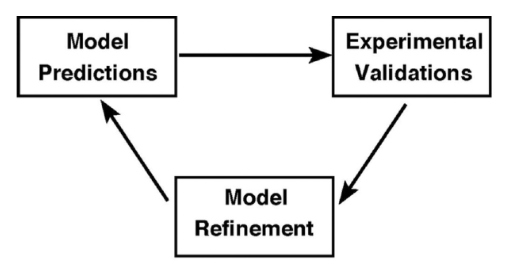 Model
Predictions
Experimental
Validations
Model
Refinement